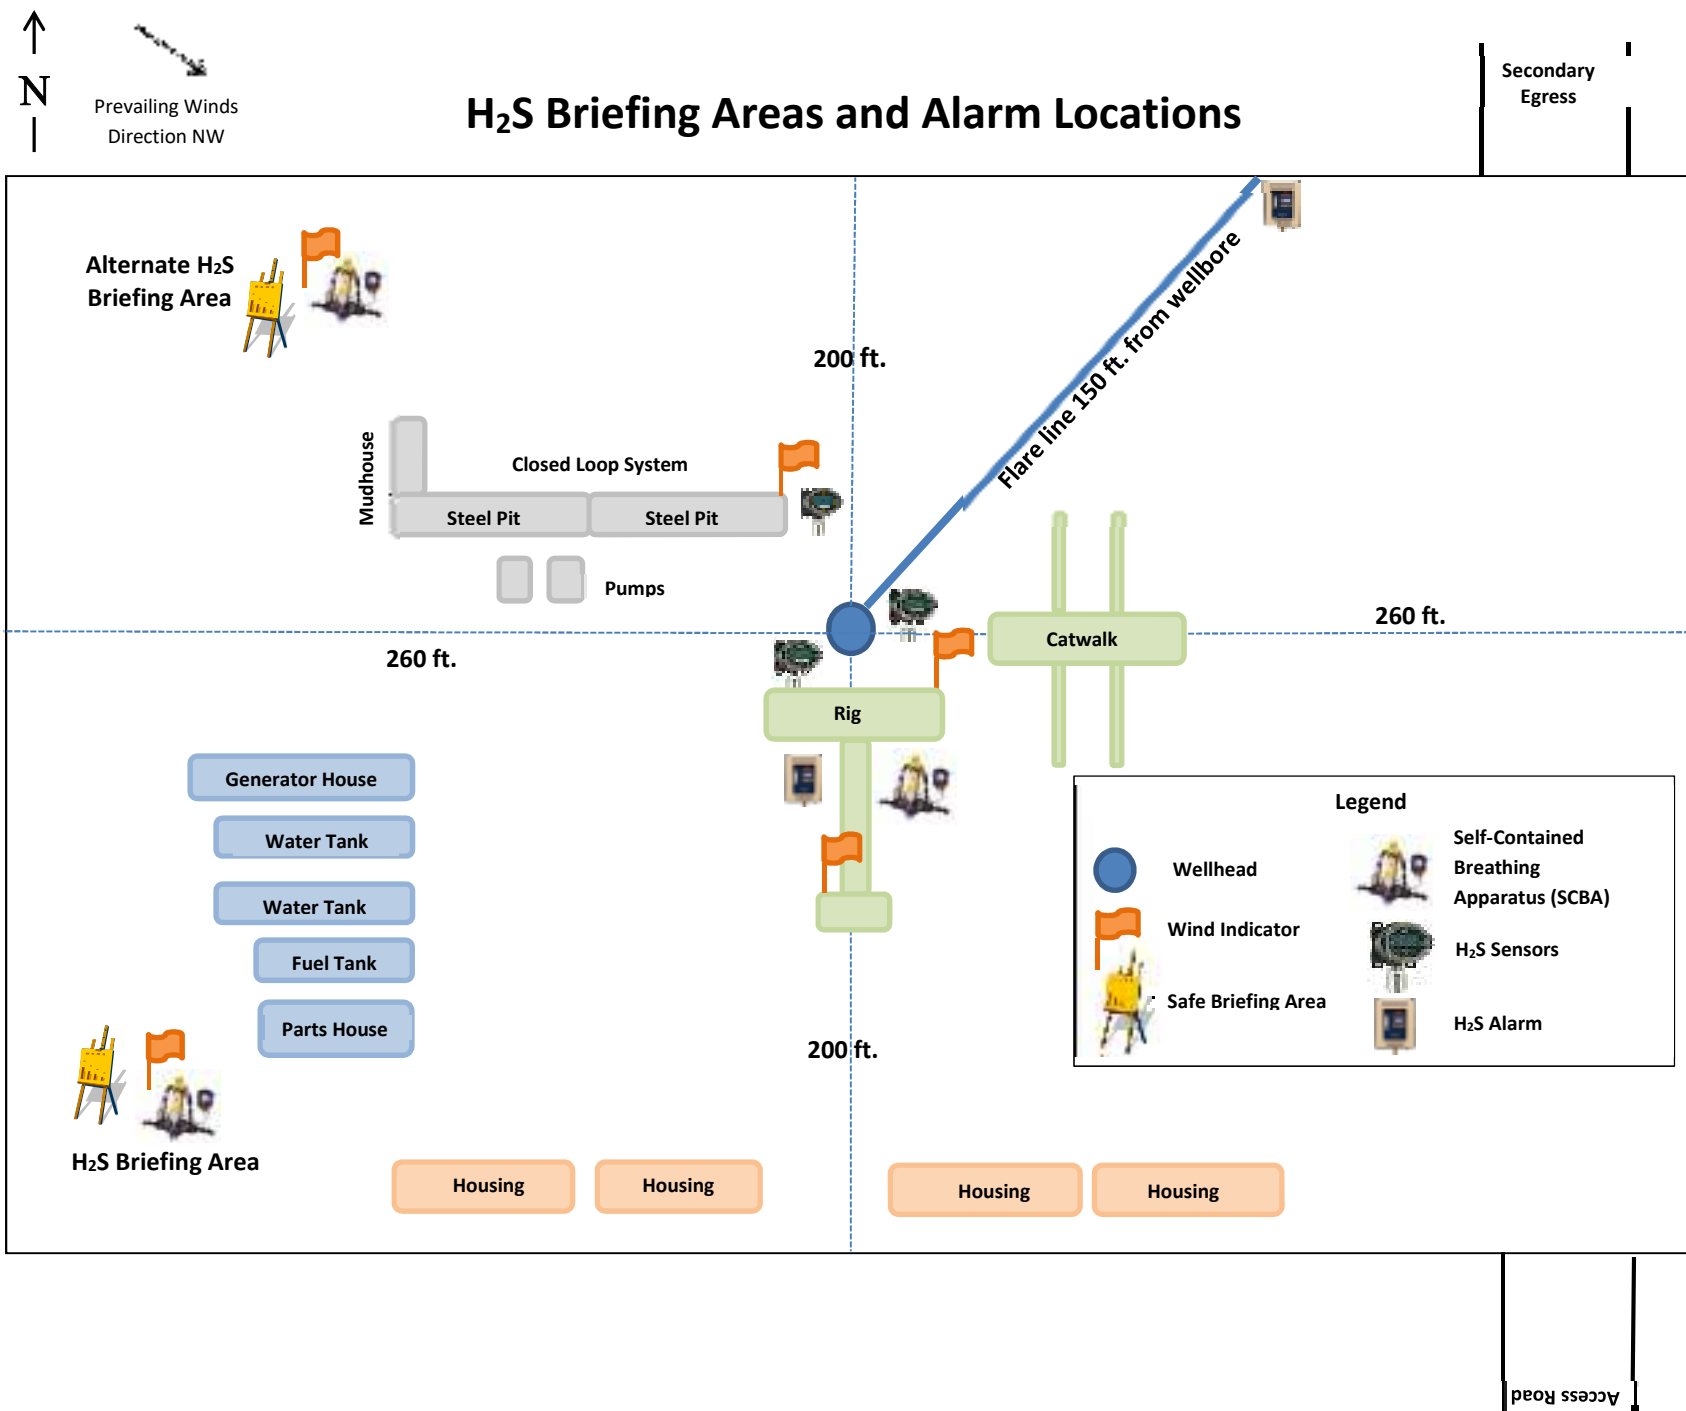 N
Prevailing Winds
Direction NW
H₂S Briefing Areas and Alarm Locations
Secondary
Egress
Alternate H₂S
Briefing Area
200 ft.
Flare line 150 ft. from wellbore
Mudhouse
Closed Loop System
Steel Pit
Steel Pit
Pumps
260 ft.
Catwalk
260 ft.
Rig
Generator House
Water Tank
Water Tank
Fuel Tank
Parts House
200 ft.
Legend
Wellhead
Self-Contained
Breathing
Apparatus (SCBA)
Wind Indicator
H₂S Sensors
Safe Briefing Area
H₂S Alarm
H₂S Briefing Area
Housing
Housing
Housing
Housing
Access Road